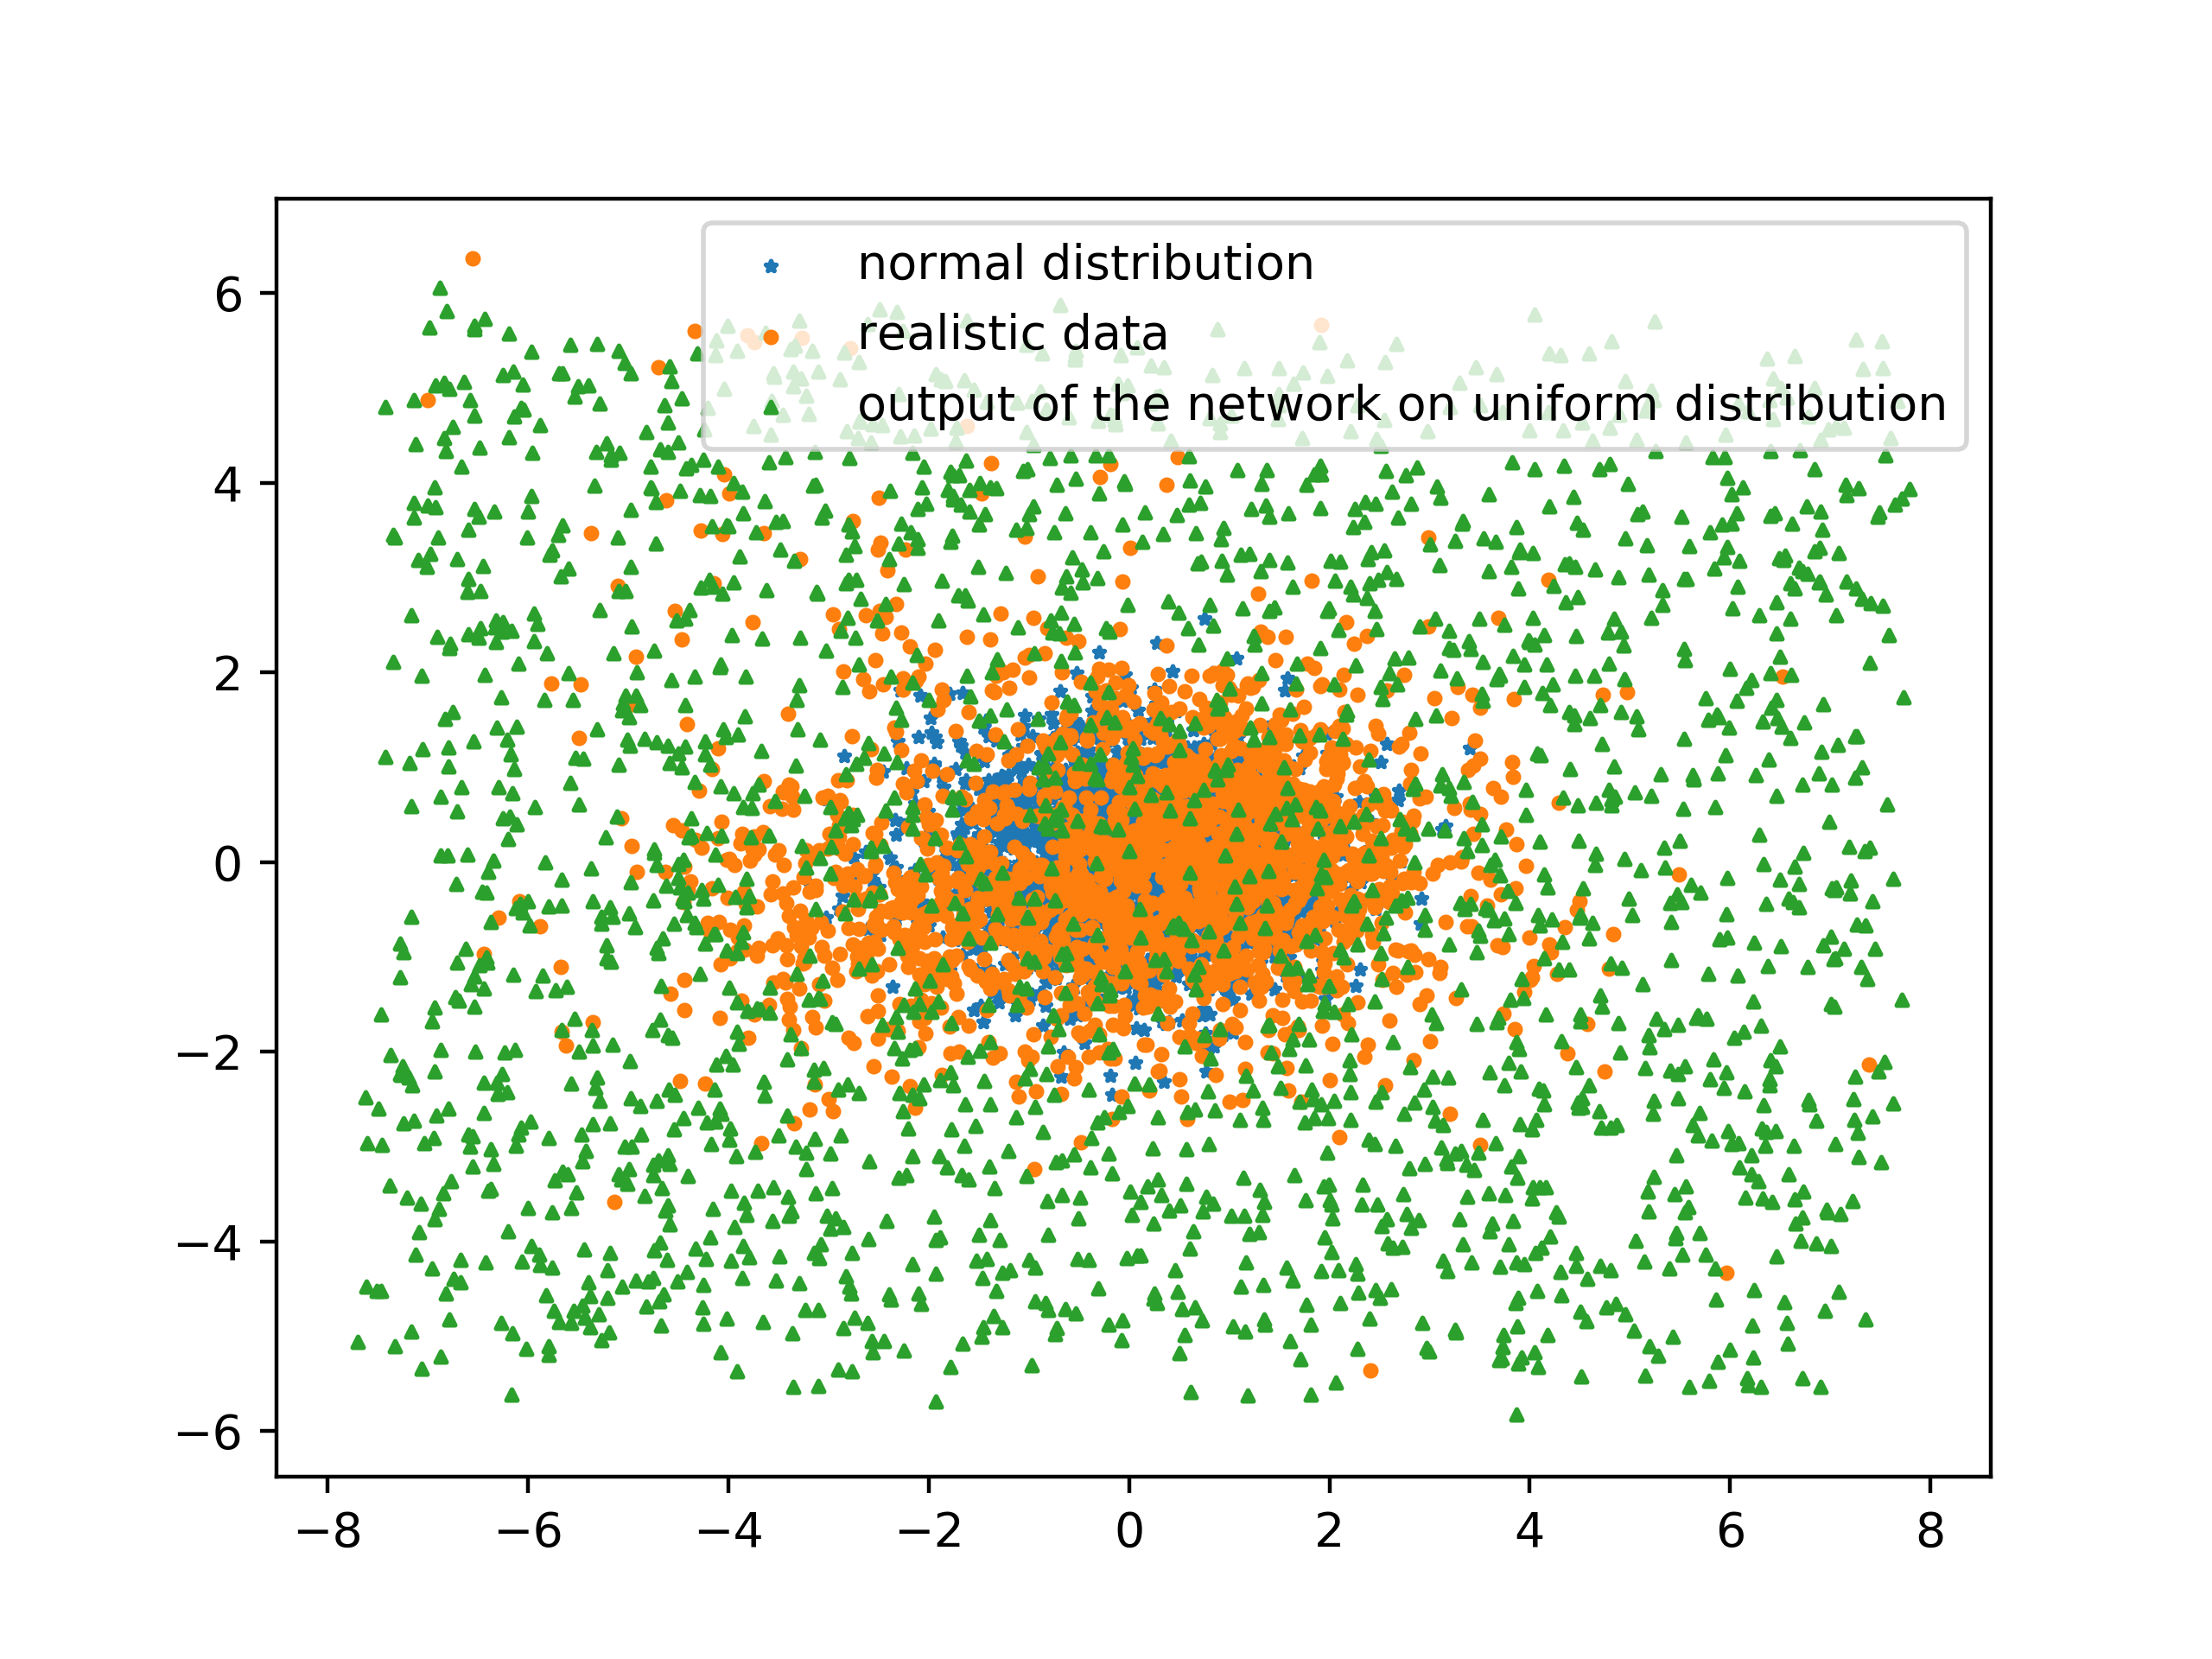 normal distribution
realistic data
output of the network on uniform distribution
6
4
2
0
−2
−4
−6
−8 −6 −4 −2 0 2 4 6 8